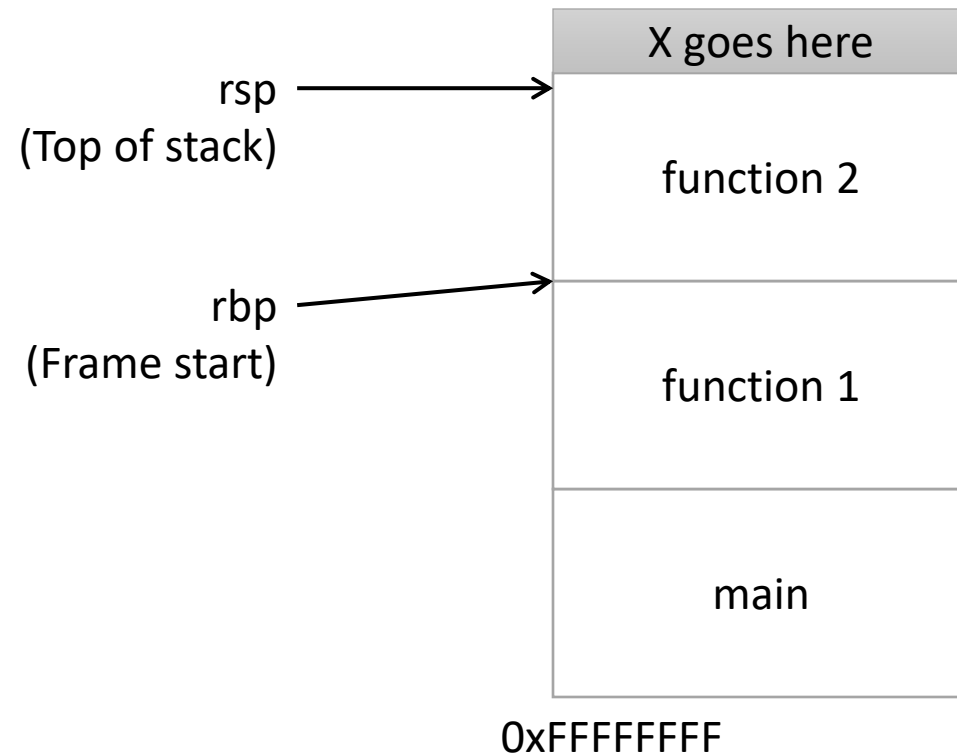 X goes here
rsp
(Top of stack)
function 2
rbp
(Frame start)
function 1
main
0xFFFFFFFF